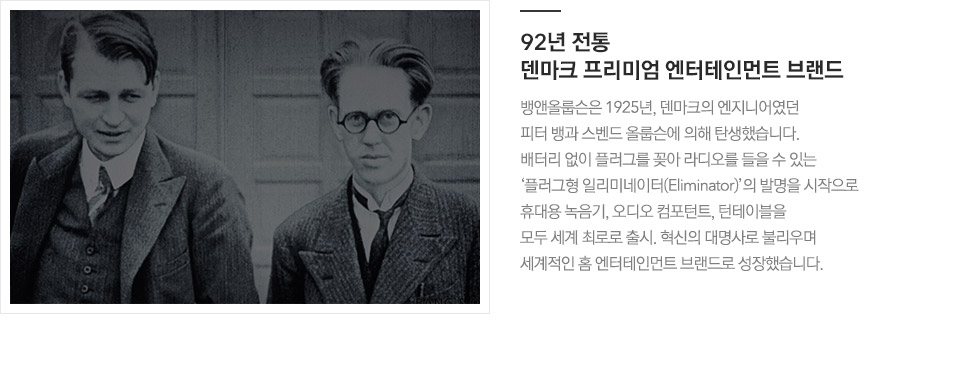 92년 전통
덴마크 프리미엄 엔터테인먼트 브랜드
뱅앤올룹슨은 1925년, 덴마크의 엔지니어였던
피터 뱅과 스벤드 올룹슨에 의해 탄생했습니다.
배터리 없이 플러그를 꽂아 라디오를 들을 수 있는
‘플러그형 일리미네이터(Eliminator)’의 발명을 시작으로
휴대용 녹음기, 오디오 컴포턴트, 턴테이블을
모두 세계 최로로 출시. 혁신의 대명사로 불리우며
세계적인 홈 엔터테인먼트 브랜드로 성장했습니다.